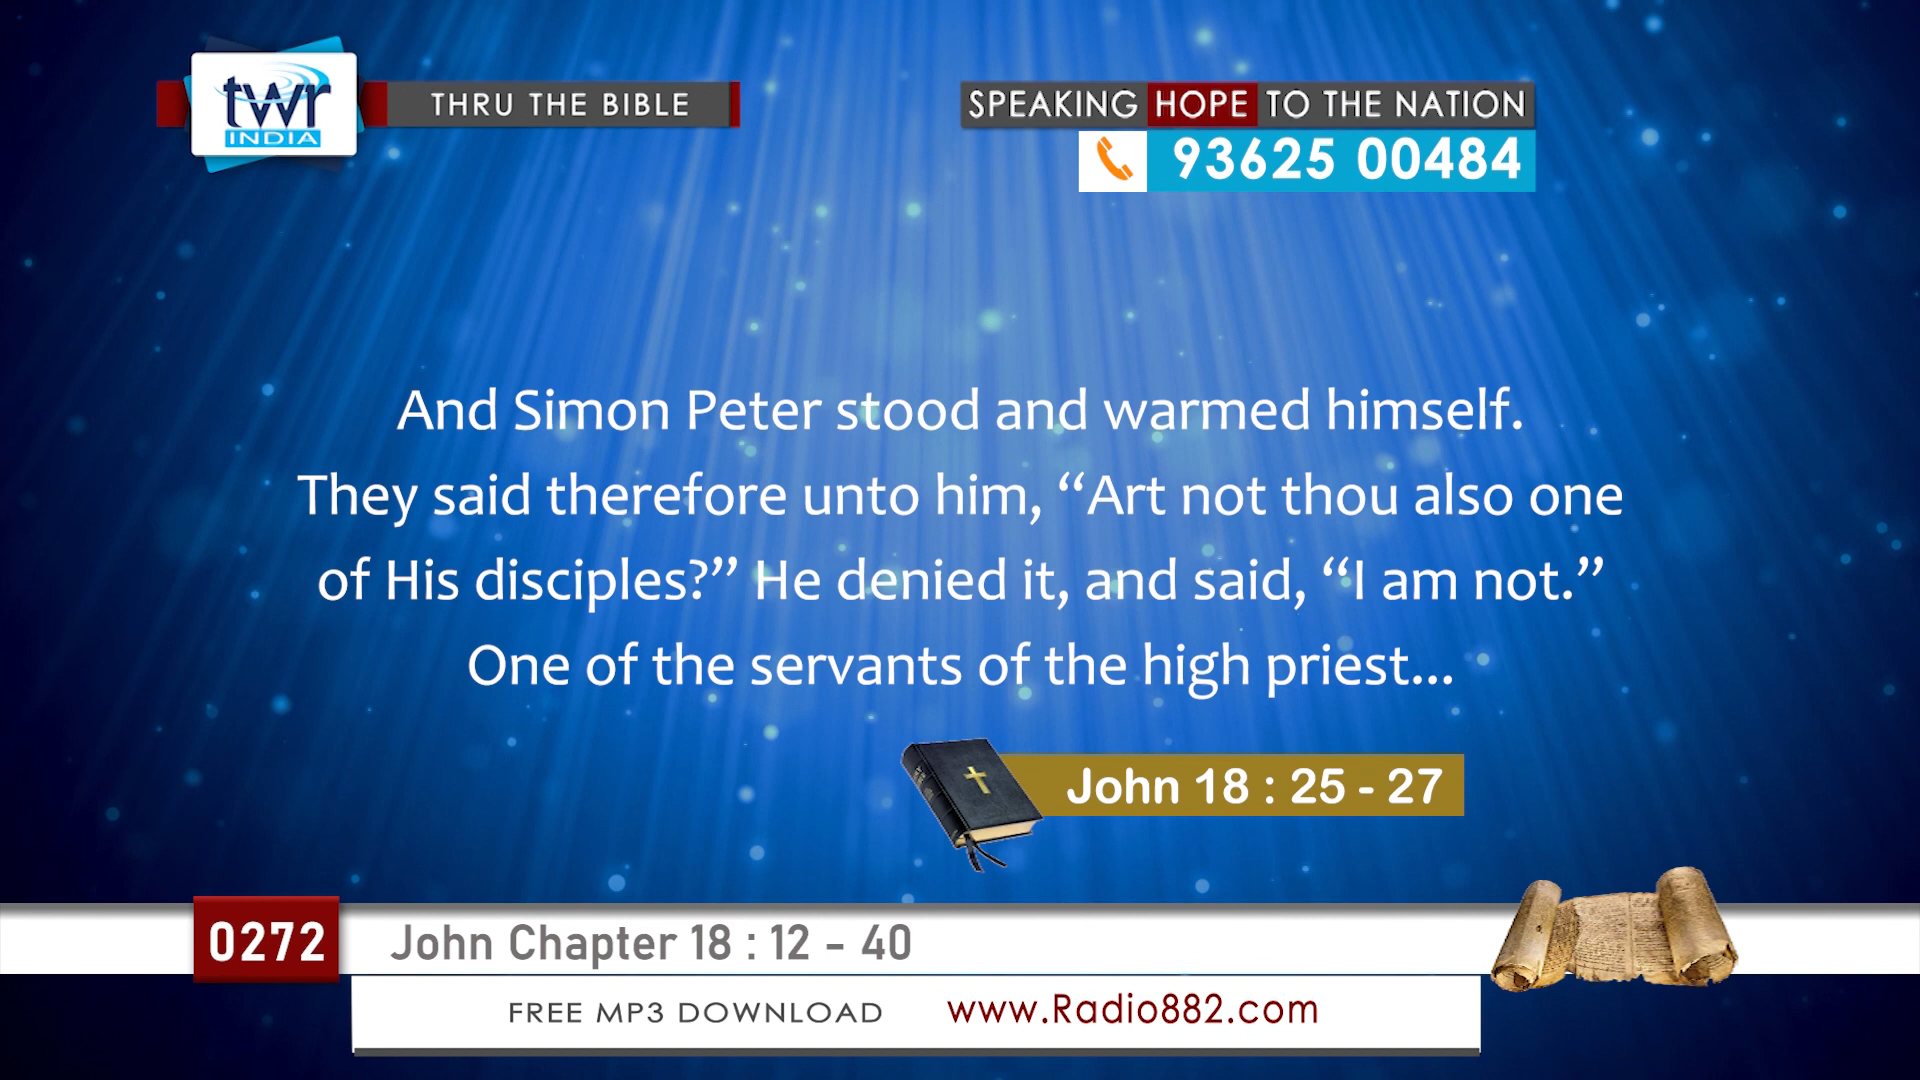 twr
INDIA
THRU THE BIBLE
SPEAKING HOPE TO THE NATION
93625 00484
And Simon Peter stood and warmed himself.
They said therefore unto him, “Art not thou also one
of His disciples?” He denied it, and said, “I am not.”
One of the servants of the high priest...
John 18 : 25 - 27
0272
John Chapter 18 : 12 - 40
FREE MP3 DOWNLOAD www.Radio882.com